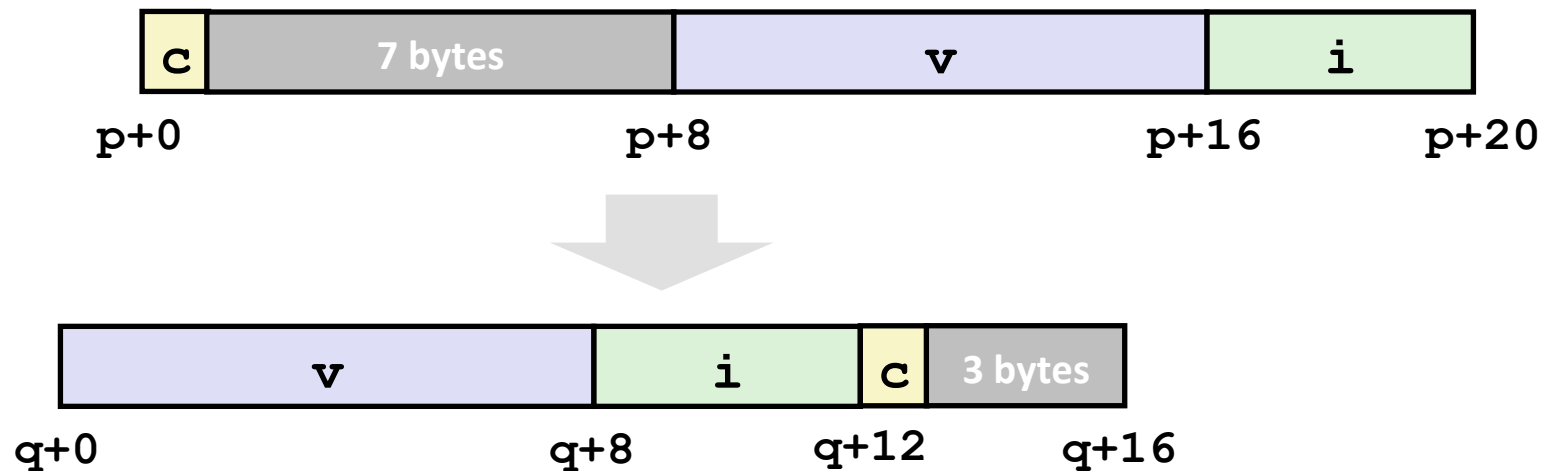 c 7 bytes v i
p+0 p+8 p+16 p+20
v i c 3 bytes
q+0 q+8 q+12 q+16